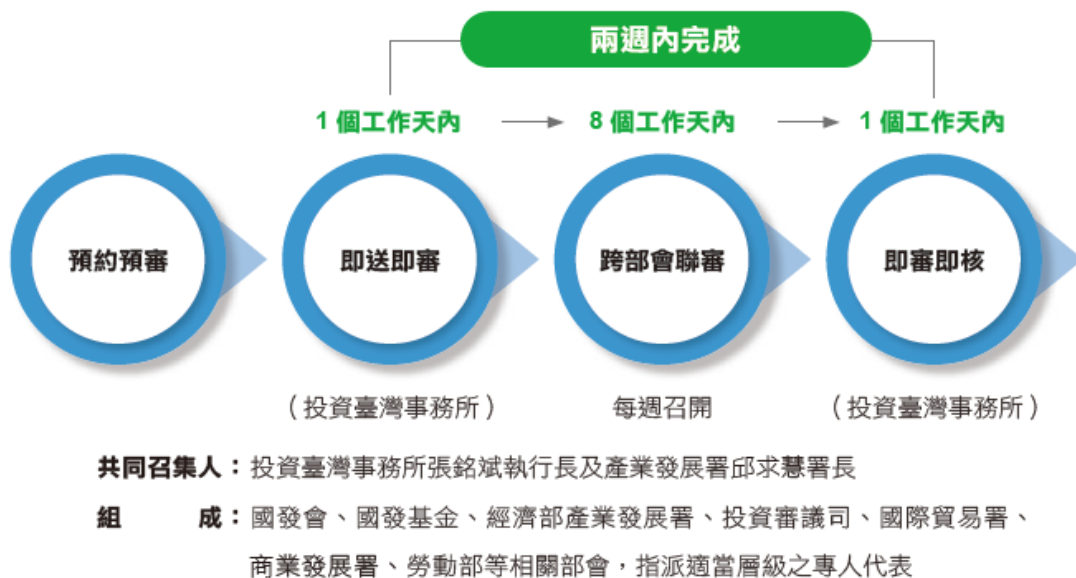 兩週內完成
1 個工作天內
8 個工作天內
1 個工作天內
預約預審
即送即審
跨部會聯審
即審即核
（投資臺灣事務所）
每週召開
（投資臺灣事務所）
共同召集人：投資臺灣事務所張銘斌執行長及產業發展署邱求慧署長
組 成：國發會、國發基金、經濟部產業發展署、投資審議司、國際貿易署、
商業發展署、勞動部等相關部會，指派適當層級之專人代表